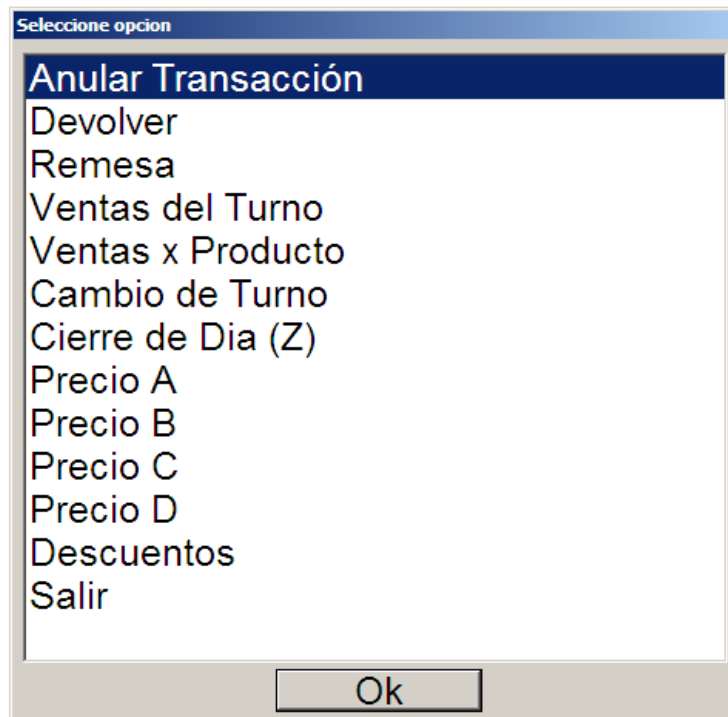 Seleccione opcion
Anular Transacción
Devolver
Remesa
Ventas del Turno
Ventas x Producto
Cambio de Turno
Cierre de Dia (Z)
Precio A
Precio B
Precio C
Precio D
Descuentos
Salir
Ok